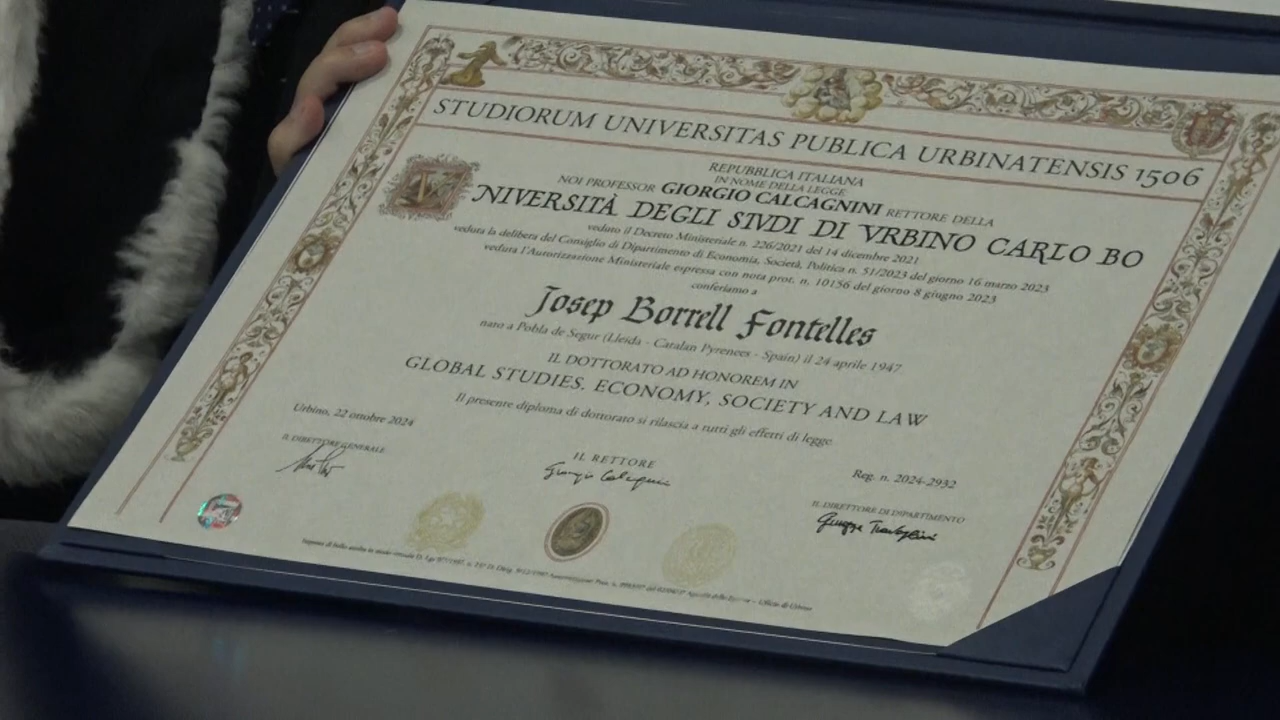 STUDIORUM UNIVERSITAS PUBLICA URBINATENSIS 1506
REPUBBLICA ITALIANA
IN NOME DELLA LEGGE
NOI PROFESSOR GIORGIO CALCAGNINI RETTORE DELLA
VNIVERSITÀ DEGLI STVDI DI VRBINO CARLO BO
veduto il Decreto Ministeriale n. 226/2021 del 14 dicembre 2021
veduta la delibera del Consiglio di Dipartimento di Economia, Società, Politica n. 51/2023 del giorno 16 marzo 2023
veduta l'Autorizzazione Ministeriale espressa con nota prot. n. 10156 del giorno 8 giugno 2023
conferiamo a
Josep Borrell Fontelles
nato a Pobla de Segur (Lleida - Catalan Pyrenees - Spain) il 24 aprile 1947
IL DOTTORATO AD HONOREM IN
GLOBAL STUDIES. ECONOMY, SOCIETY AND LAW
Il presente diploma di dottorato si rilascia a tutti gli effetti di legge
Urbino, 22 ottobre 2024
IL DIRETTORE GENERALE
IL RETTORE
Giorgio Calcagnini
Reg. n. 2024-2932
IL DIRETTORE DI DIPARTIMENTO